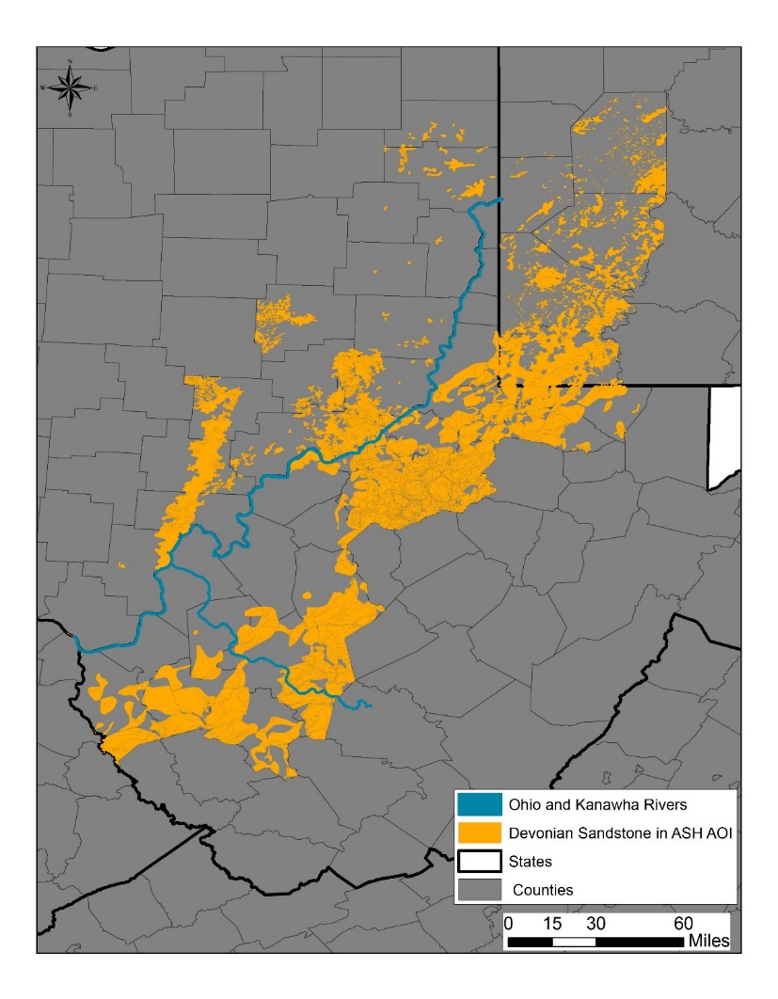 N
W E
S
Ohio and Kanawha Rivers
Devonian Sandstone in ASH AOI
States
Counties
0 15 30 60
Miles